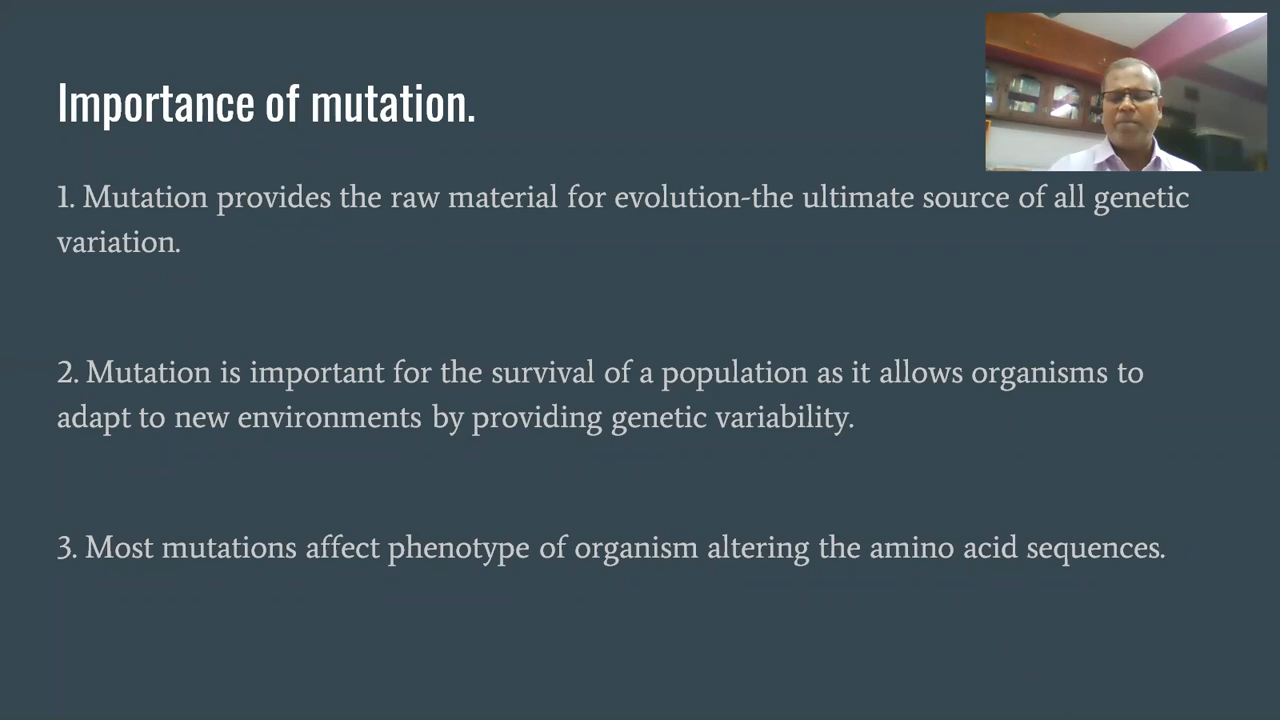 Importance of mutation.
1. Mutation provides the raw material for evolution-the ultimate source of all genetic
variation.
2. Mutation is important for the survival of a population as it allows organisms to
adapt to new environments by providing genetic variability.
3. Most mutations affect phenotype of organism altering the amino acid sequences.